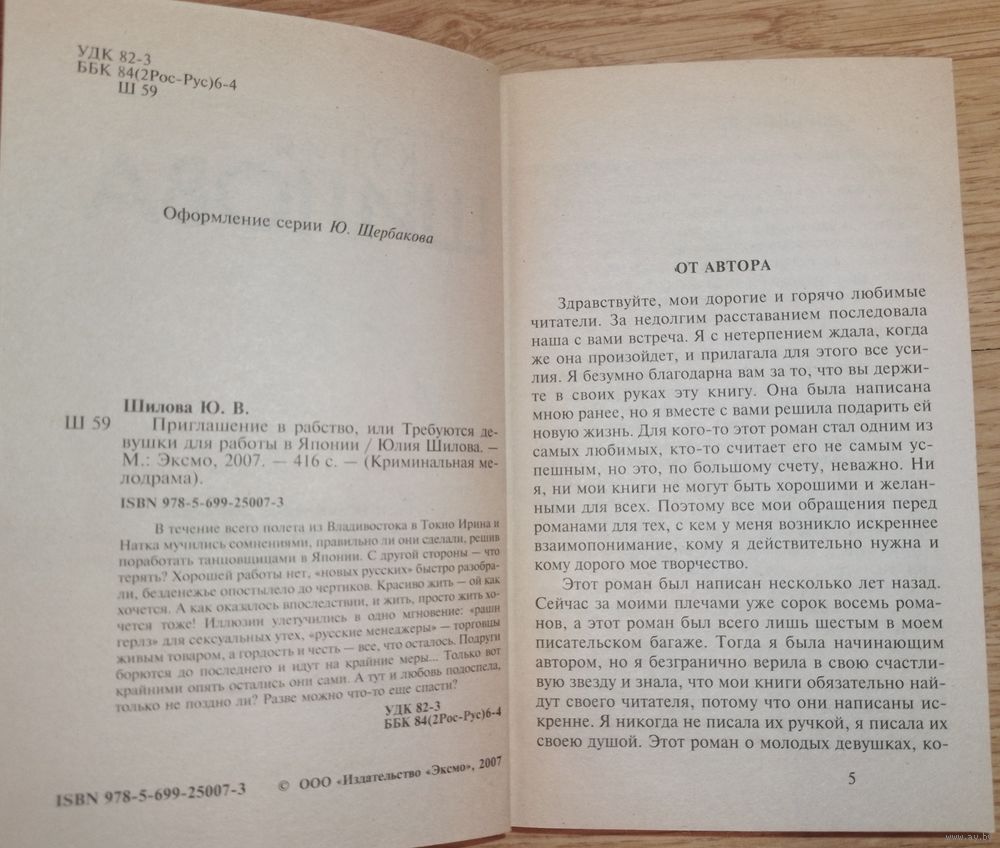 УДК 82-3
ББК 84(2Рос-Рус)6-4
Ш 59
Оформление серии Ю. Щербакова
Шилова Ю. В.
Ш 59 Приглашение в рабство, или Требуются де-
вушки для работы в Японии / Юлия Шилова. —
М.: Эксмо, 2007. — 416 с. — (Криминальная ме-
лодрама).
ISBN 978-5-699-25007-3
В течение всего полета из Владивостока в Токио Ирина и
Натка мучились сомнениями, правильно ли они сделали, решив
поработать танцовщицами в Японии. С другой стороны — что
терять? Хорошей работы нет, «новых русских» быстро разобра-
ли, безденежье опостылело до чертиков. Красиво жить — ой как
хочется. А как оказалось впоследствии, и жить, просто жить хо-
чется тоже! Иллюзии улетучились в одно мгновение: «рашн
герлз» для сексуальных утех, «русские менеджеры» — торговцы
живым товаром, а гордость и честь — все, что осталось. Подруги
борются до последнего и идут на крайние меры... Только вот
крайними опять остались они сами. А тут и любовь подоспела,
только не поздно ли? Разве можно что-то еще спасти?
УДК 82-3
ББК 84(2Рос-Рус)6-4
ISBN 978-5-699-25007-3
© ООО «Издательство «Эксмо», 2007
ОТ АВТОРА
Здравствуйте, мои дорогие и горячо любимые
читатели. За недолгим расставанием последовала
наша с вами встреча. Я с нетерпением ждала, когда
же она произойдет, и прилагала для этого все уси-
лия. Я безумно благодарна вам за то, что вы держи-
те в своих руках эту книгу. Она была написана
мною ранее, но я вместе с вами решила подарить ей
новую жизнь. Для кого-то этот роман стал одним из
самых любимых, кто-то считает его не самым ус-
пешным, но это, по большому счету, неважно. Ни
я, ни мои книги не могут быть хорошими и желан-
ными для всех. Поэтому все мои обращения перед
романами для тех, с кем у меня возникло искреннее
взаимопонимание, кому я действительно нужна и
кому дорого мое творчество.
Этот роман был написан несколько лет назад.
Сейчас за моими плечами уже сорок восемь рома-
нов, а этот роман был всего лишь шестым в моем
писательском багаже. Тогда я была начинающим
автором, но я безгранично верила в свою счастли-
вую звезду и знала, что мои книги обязательно най-
дут своего читателя, потому что они написаны ис-
кренне. Я никогда не писала их ручкой, я писала их
своею душой. Этот роман о молодых девушках, ко-
5